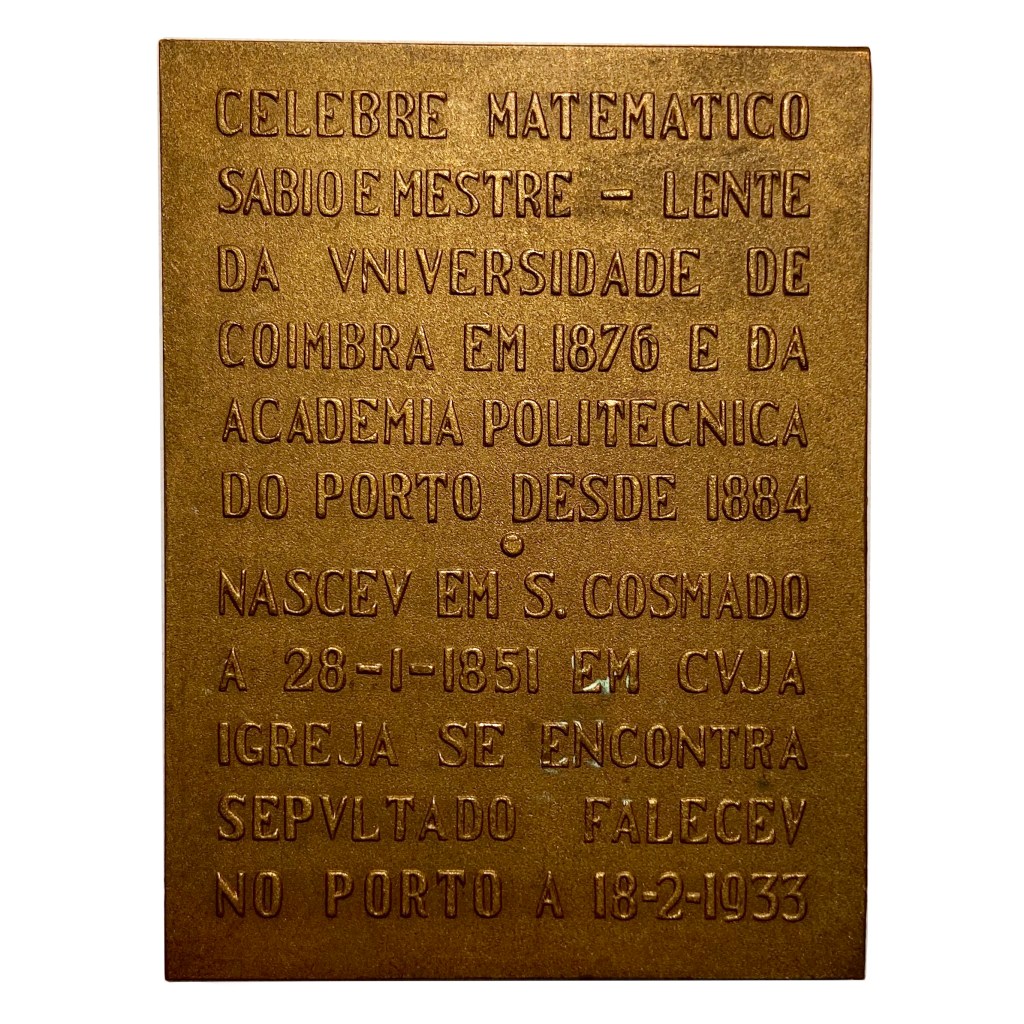 CELEBRE MATEMATICO
SABIO E MESTRE – LENTE
DA VNIVERSIDADE DE
COIMBRA EM 1876 E DA
ACADEMIA POLITECNICA
DO PORTO DESDE 1884
NASCEV EM S. COSMADO
A 28-1-1851 EM CVJA
IGREJA SE ENCONTRA
SEPVLTADO FALECEV
NO PORTO A 18-2-1933